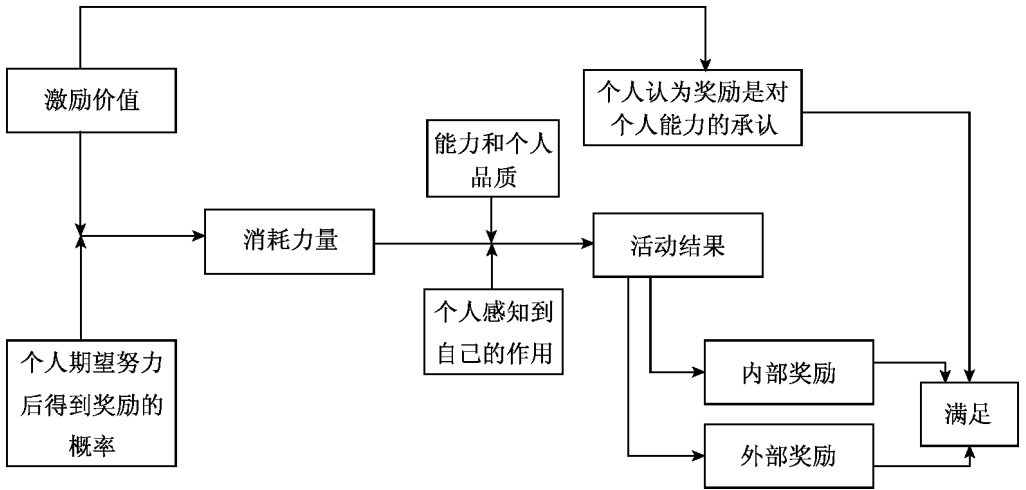 激励价值
个人认为奖励是对
个人能力的承认
能力和个人
品质
消耗力量
活动结果
个人感知到
自己的作用
个人期望努力
后得到奖励的
概率
内部奖励
满足
外部奖励